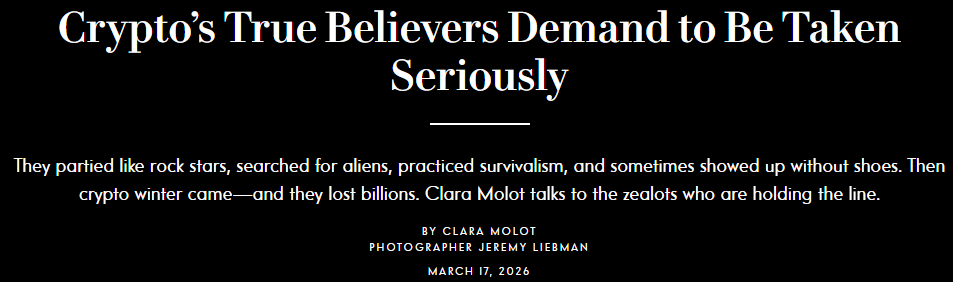 Crypto’s True Believers Demand to Be Taken
Seriously
They partied like rock stars, searched for aliens, practiced survivalism, and sometimes showed up without shoes. Then
crypto winter came—and they lost billions. Clara Molot talks to the zealots who are holding the line.
BY CLARA MOLOT
PHOTOGRAPHER JEREMY LIEBMAN
MARCH 17, 2026